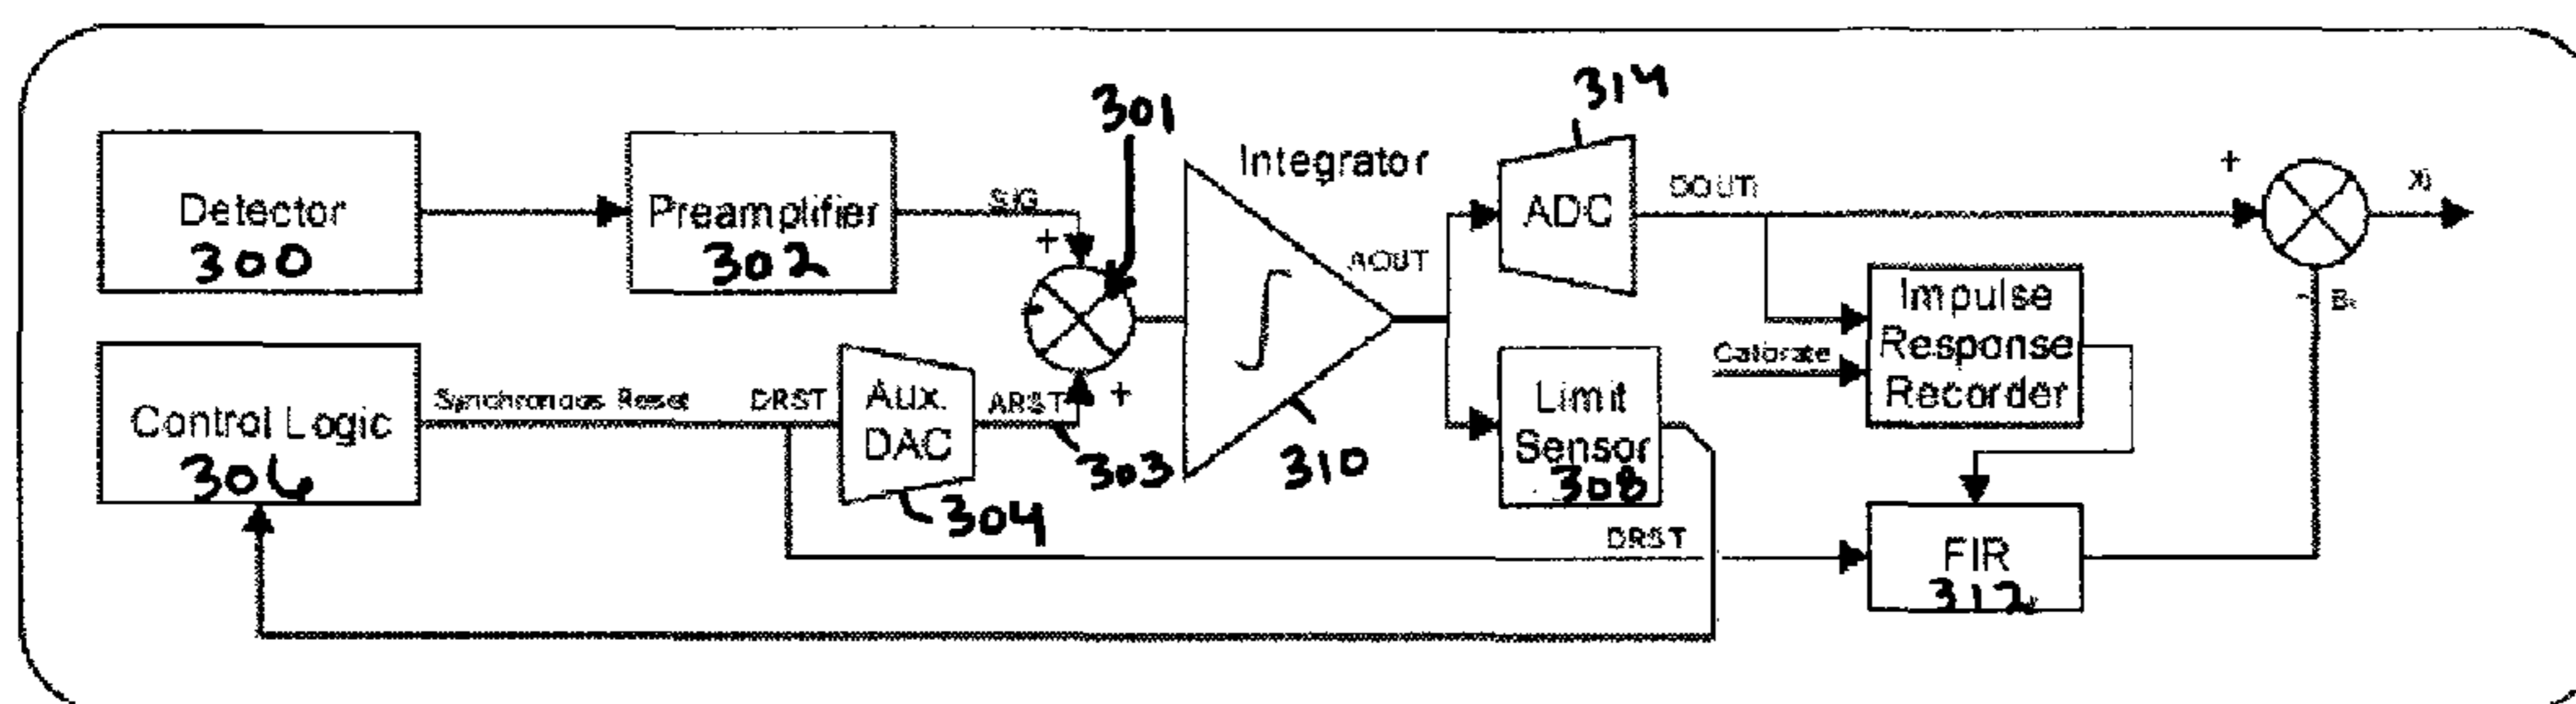 314
301
Integrator
Detector
300
Preamplifier
302
SIG
+
AOUT
ADC
DOUTi
+
Xi
Control Logic
306
Synchronous Reset
DRST
Aux.
DAC
304
ARST
+
303
310
Limit
Sensor
308
Calibrate
Impulse
Response
Recorder
-
DRST
FIR
312